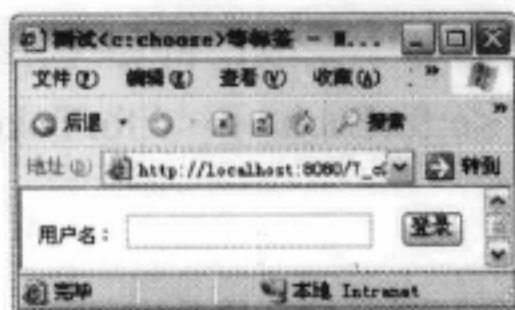 测试<c:choose>等标签 - M...
文件(F) 编辑(E) 查看(V) 收藏(A) »
后退 搜索 »
地址(D) http://localhost:8080/T_c 转到
用户名： 登录
完毕 本地 Intranet